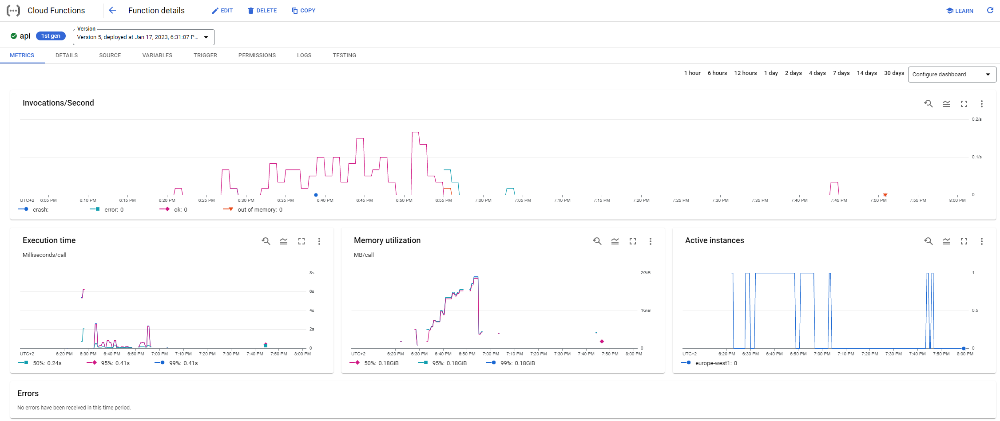 Cloud Functions
Function details
EDIT
DELETE
COPY
LEARN
api
1st gen
Version
Version 5, deployed at Jan 17, 2023, 6:31:07 P...
METRICS
DETAILS
SOURCE
VARIABLES
TRIGGER
PERMISSIONS
LOGS
TESTING
1 hour
6 hours
12 hours
1 day
2 days
4 days
7 days
14 days
30 days
Configure dashboard
Invocations/Second
0.2/s
0.1/s
0
UTC+2 6:05 PM 6:10 PM 6:15 PM 6:20 PM 6:25 PM 6:30 PM 6:35 PM 6:40 PM 6:45 PM 6:50 PM 6:55 PM 7:00 PM 7:05 PM 7:10 PM 7:15 PM 7:20 PM 7:25 PM 7:30 PM 7:35 PM 7:40 PM 7:45 PM 7:50 PM 7:55 PM 8:00 PM
crash: -
error: 0
ok: 0
out of memory: 0
Execution time
Milliseconds/call
8s
6s
4s
2s
0
UTC+2 6:20 PM 6:30 PM 6:40 PM 6:50 PM 7:00 PM 7:10 PM 7:20 PM 7:30 PM 7:40 PM 7:50 PM 8:00 PM
50%: 0.24s
95%: 0.41s
99%: 0.41s
Memory utilization
MB/call
2GiB
1GiB
0
UTC+2 6:20 PM 6:30 PM 6:40 PM 6:50 PM 7:00 PM 7:10 PM 7:20 PM 7:30 PM 7:40 PM 7:50 PM 8:00 PM
50%: 0.18GiB
95%: 0.18GiB
99%: 0.18GiB
Active instances
1
0.5
0
UTC+2 6:20 PM 6:30 PM 6:40 PM 6:50 PM 7:00 PM 7:10 PM 7:20 PM 7:30 PM 7:40 PM 7:50 PM 8:00 PM
europe-west1: 0
Errors
No errors have been received in this time period.